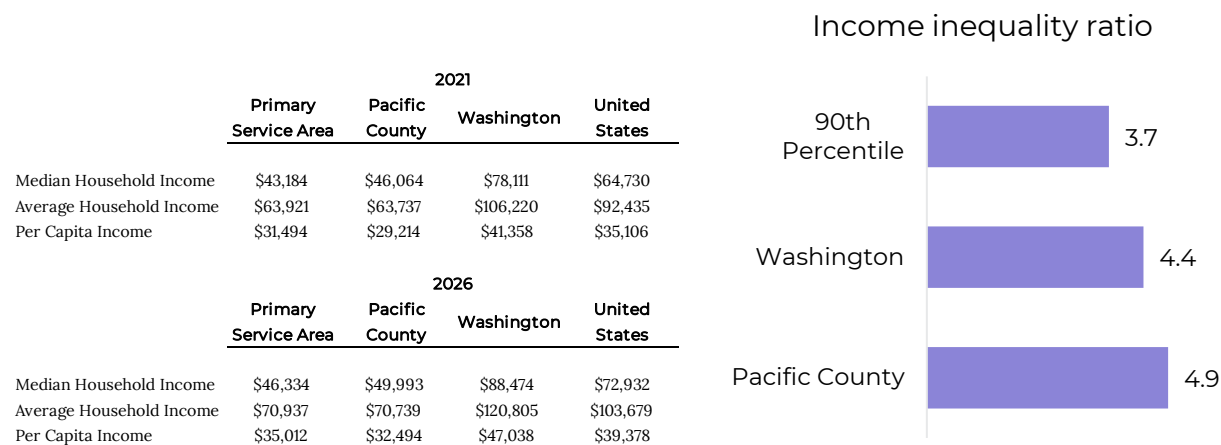 Income inequality ratio
2021
Primary Service Area Pacific County Washington United States
Median Household Income $43,184 $46,064 $78,111 $64,730
Average Household Income $63,921 $63,737 $106,220 $92,435
Per Capita Income $31,494 $29,214 $41,358 $35,106
2026
Primary Service Area Pacific County Washington United States
Median Household Income $46,334 $49,993 $88,474 $72,932
Average Household Income $70,937 $70,739 $120,805 $103,679
Per Capita Income $35,012 $32,494 $47,038 $39,378
90th
Percentile 3.7
Washington 4.4
Pacific County 4.9